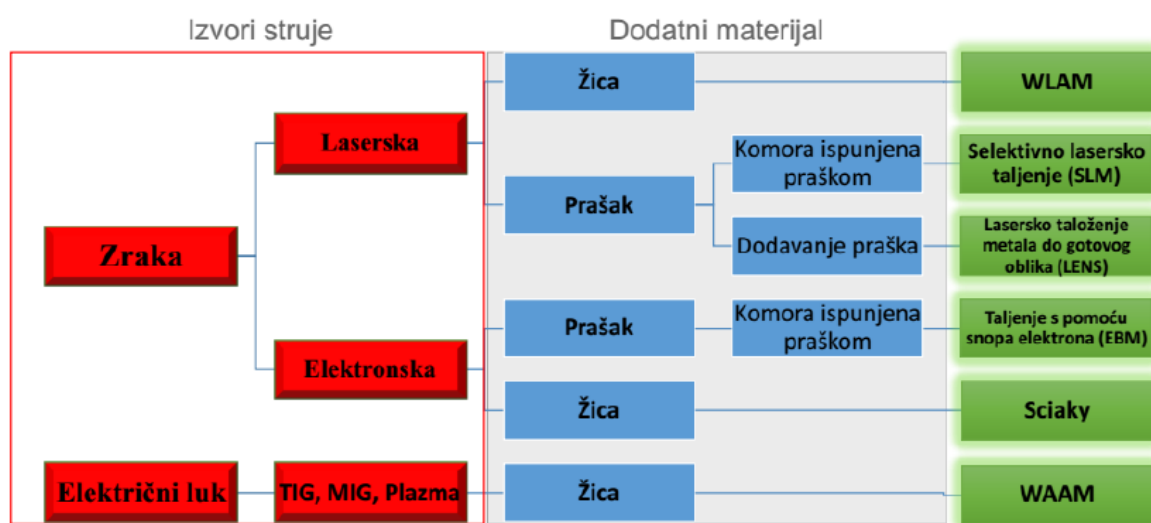 Izvori struje
Dodatni materijal
Žica
WLAM
Laserska
Komora ispunjena
praškom
Selektivno lasersko
taljenje (SLM)
Prašak
Zraka
Dodavanje praška
Lasersko taloženje
metala do gotovog
oblika (LENS)
Prašak
Komora ispunjena
praškom
Taljenje s pomoću
snopa elektrona (EBM)
Elektronska
Žica
Sciaky
Električni luk
TIG, MIG, Plazma
Žica
WAAM